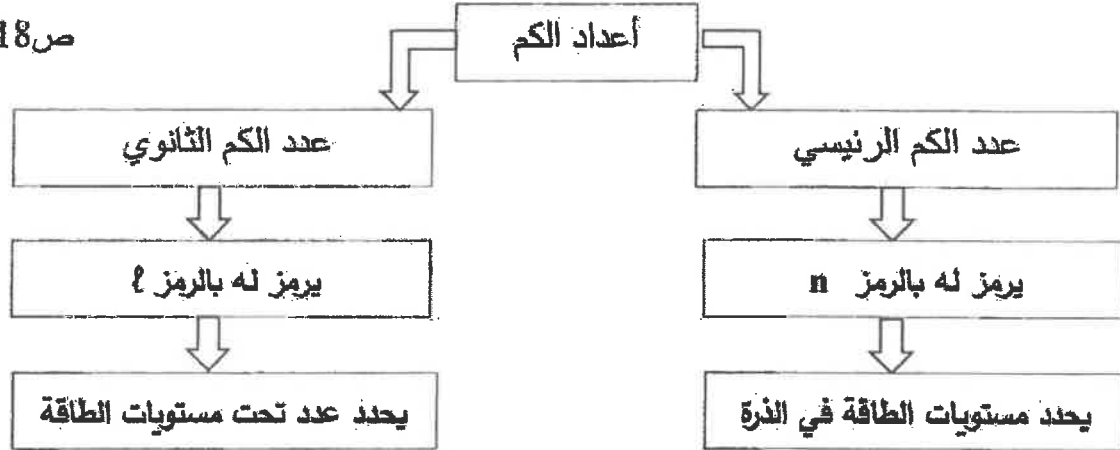 ص18
أعداد الكم
عدد الكم الرئيسي
عدد الكم الثانوي
يرمز له بالرمز n
يرمز له بالرمز ℓ
يحدد مستويات الطاقة في الذرة
يحدد عدد تحت مستويات الطاقة